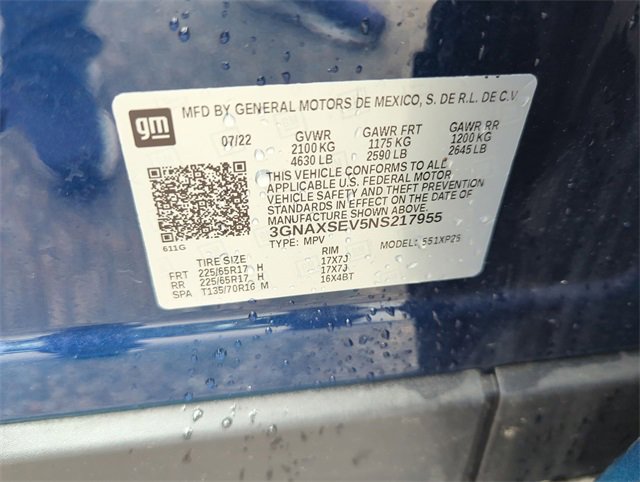 gm
MFD BY GENERAL MOTORS DE MEXICO, S. DE R.L. DE C.V
07/22 GVWR GAWR FRT GAWR RR
2100 KG 1175 KG 1200 KG
4630 LB 2590 LB 2645 LB
THIS VEHICLE CONFORMS TO ALL
APPLICABLE U.S. FEDERAL MOTOR
VEHICLE SAFETY AND THEFT PREVENTION
STANDARDS IN EFFECT ON THE DATE OF
MANUFACTURE SHOWN ABOVE.
3GNAXSEV5NS217955
611G TYPE: MPV MODEL: 551XP26
TIRE SIZE RIM
FRT 225/65R17 H 17X7J
RR 225/65R17 H 17X7J
SPA T135/70R16 M 16X4BT